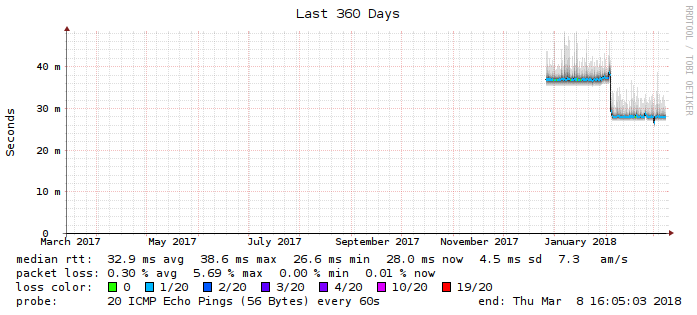 Last 360 Days
RRDTOOL / TOBI OETIKER
Seconds
40 m
30 m
20 m
10 m
0
March 2017 May 2017 July 2017 September 2017 November 2017 January 2018
median rtt: 32.9 ms avg 38.6 ms max 26.6 ms min 28.0 ms now 4.5 ms sd 7.3 am/s
packet loss: 0.30 % avg 5.69 % max 0.00 % min 0.01 % now
loss color: 0 1/20 2/20 3/20 4/20 10/20 19/20
probe: 20 ICMP Echo Pings (56 Bytes) every 60s end: Thu Mar 8 16:05:03 2018